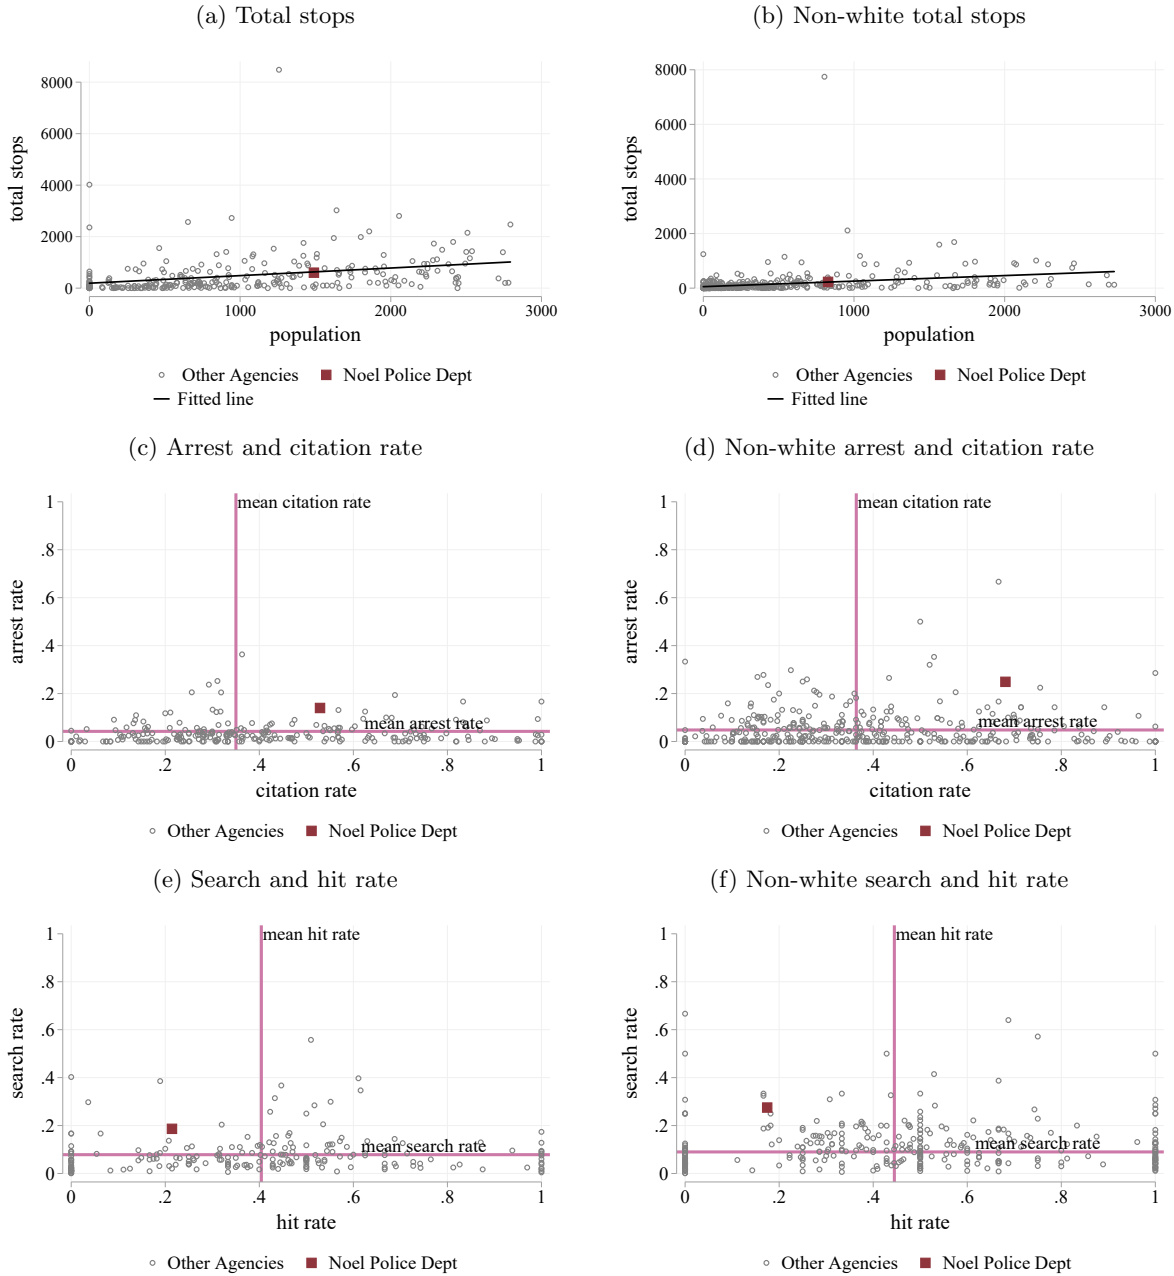 (a) Total stops
(b) Non-white total stops
8000
6000
4000
2000
0
total stops
0
1000
2000
3000
population
Other Agencies
Noel Police Dept
Fitted line
8000
6000
4000
2000
0
total stops
0
1000
2000
3000
population
Other Agencies
Noel Police Dept
Fitted line
(c) Arrest and citation rate
(d) Non-white arrest and citation rate
1
.8
.6
.4
.2
0
arrest rate
mean citation rate
mean arrest rate
0
.2
.4
.6
.8
1
citation rate
Other Agencies
Noel Police Dept
1
.8
.6
.4
.2
0
arrest rate
mean citation rate
mean arrest rate
0
.2
.4
.6
.8
1
citation rate
Other Agencies
Noel Police Dept
(e) Search and hit rate
(f) Non-white search and hit rate
1
.8
.6
.4
.2
0
search rate
mean hit rate
mean search rate
0
.2
.4
.6
.8
1
hit rate
Other Agencies
Noel Police Dept
1
.8
.6
.4
.2
0
search rate
mean hit rate
mean search rate
0
.2
.4
.6
.8
1
hit rate
Other Agencies
Noel Police Dept